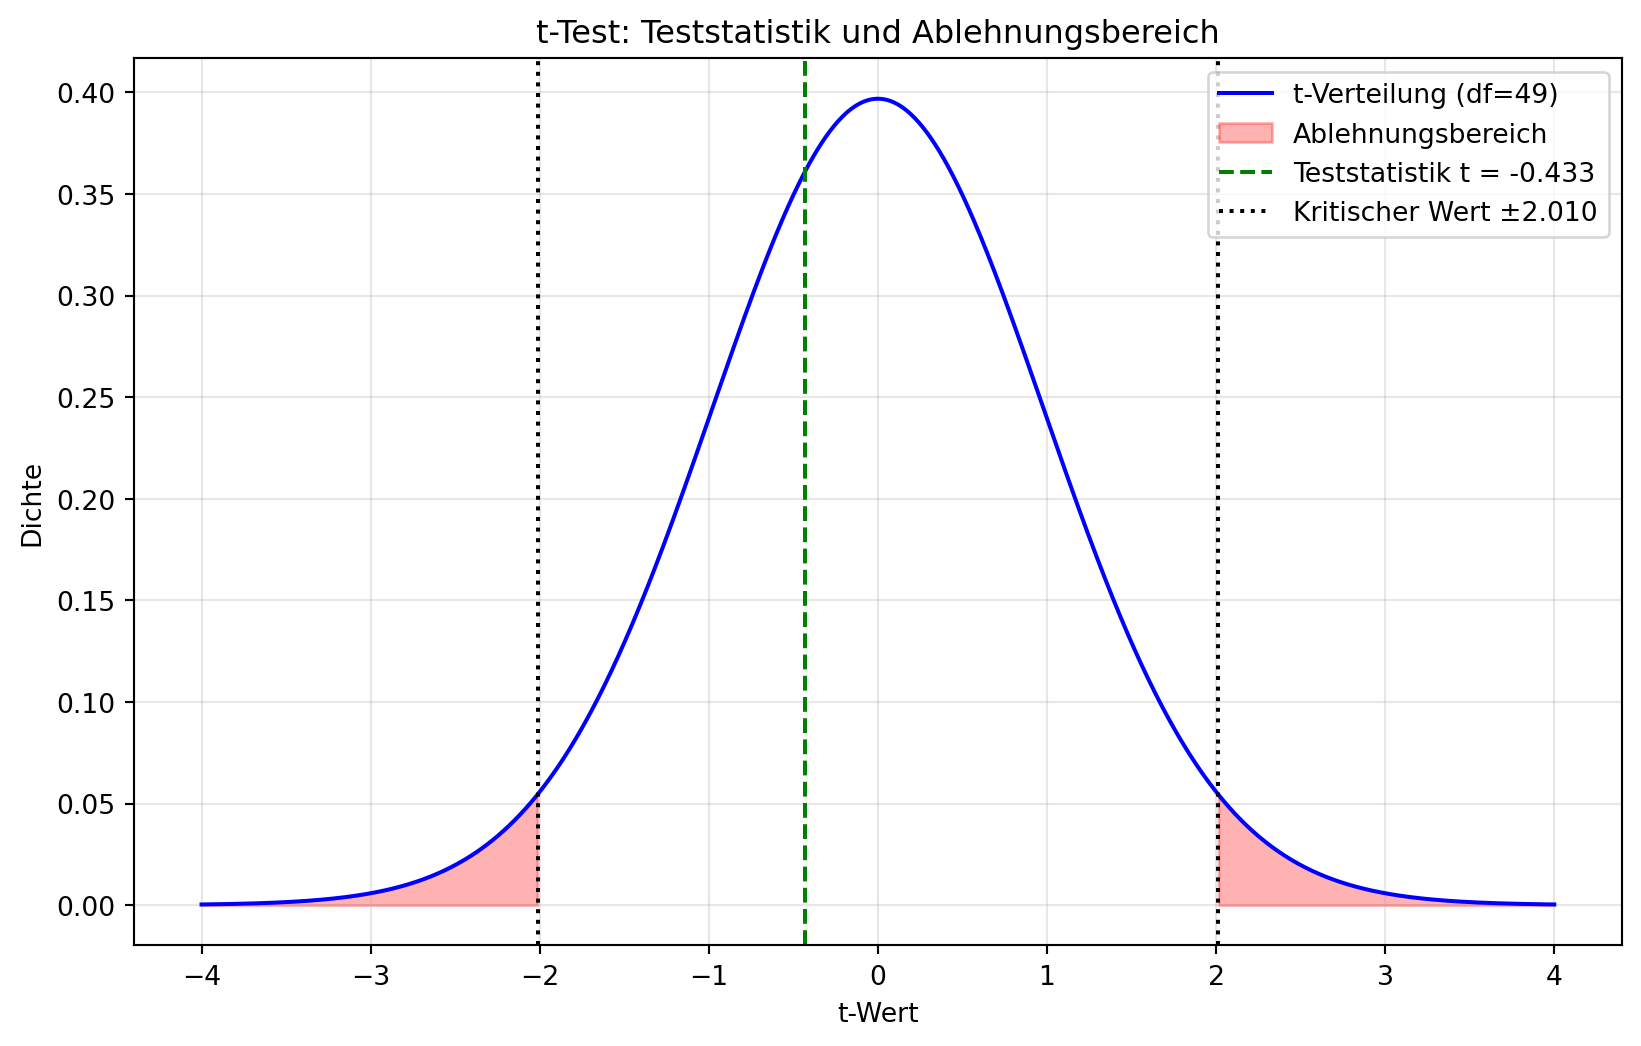 t-Test: Teststatistik und Ablehnungsbereich
t-Verteilung (df=49)
Ablehnungsbereich
Teststatistik t = -0.433
Kritischer Wert ±2.010
Dichte
0.40
0.35
0.30
0.25
0.20
0.15
0.10
0.05
0.00
−4 −3 −2 −1 0 1 2 3 4
t-Wert